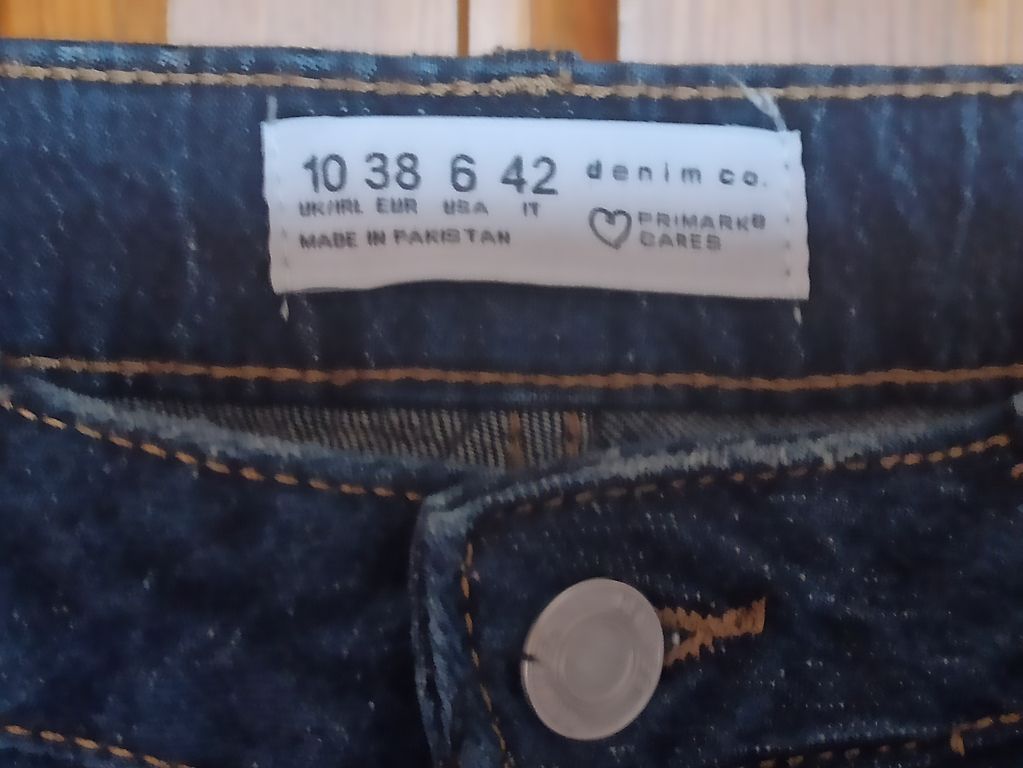 10 38 6 42 denim co.
UK/IRL EUR USA IT
MADE IN PAKISTAN
PRIMARK®
CARES